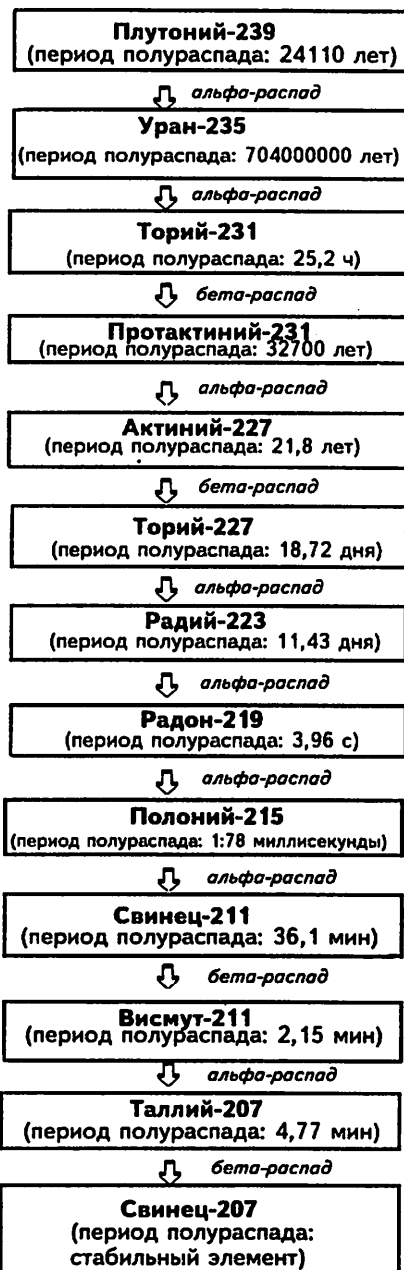 Плутоний-239
(период полураспада: 24110 лет)
альфа-распад
Уран-235
(период полураспада: 704000000 лет)
альфа-распад
Торий-231
(период полураспада: 25,2 ч)
бета-распад
Протактиний-231
(период полураспада: 32700 лет)
альфа-распад
Актиний-227
(период полураспада: 21,8 лет)
бета-распад
Торий-227
(период полураспада: 18,72 дня)
альфа-распад
Радий-223
(период полураспада: 11,43 дня)
альфа-распад
Радон-219
(период полураспада: 3,96 с)
альфа-распад
Полоний-215
(период полураспада: 1:78 миллисекунды)
альфа-распад
Свинец-211
(период полураспада: 36,1 мин)
бета-распад
Висмут-211
(период полураспада: 2,15 мин)
альфа-распад
Таллий-207
(период полураспада: 4,77 мин)
бета-распад
Свинец-207
(период полураспада:
стабильный элемент)